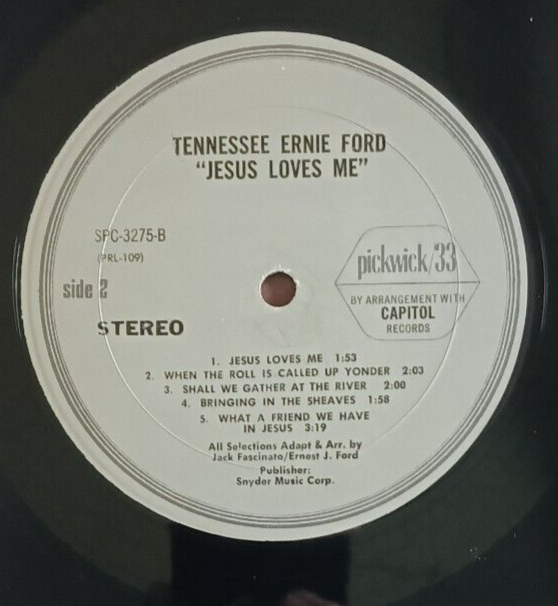 TENNESSEE ERNIE FORD
"JESUS LOVES ME"
SPC-3275-B
(PRL-109)
side 2
STEREO
pickwick/33
BY ARRANGEMENT WITH
CAPITOL
RECORDS
1. JESUS LOVES ME 1:53
2. WHEN THE ROLL IS CALLED UP YONDER 2:03
3. SHALL WE GATHER AT THE RIVER 2:00
4. BRINGING IN THE SHEAVES 1:58
5. WHAT A FRIEND WE HAVE
IN JESUS 3:19
All Selections Adapt & Arr. by
Jack Fascinato/Ernest J. Ford
Publisher:
Snyder Music Corp.